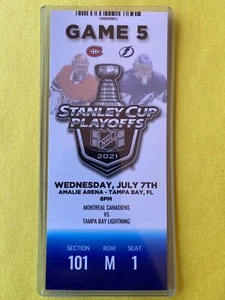 GAME 5
STANLEY CUP
PLAYOFFS
NHL
2021
WEDNESDAY, JULY 7TH
AMALIE ARENA - TAMPA BAY, FL
8PM
MONTREAL CANADIENS
VS
TAMPA BAY LIGHTNING
SECTION ROW SEAT
101 M 1